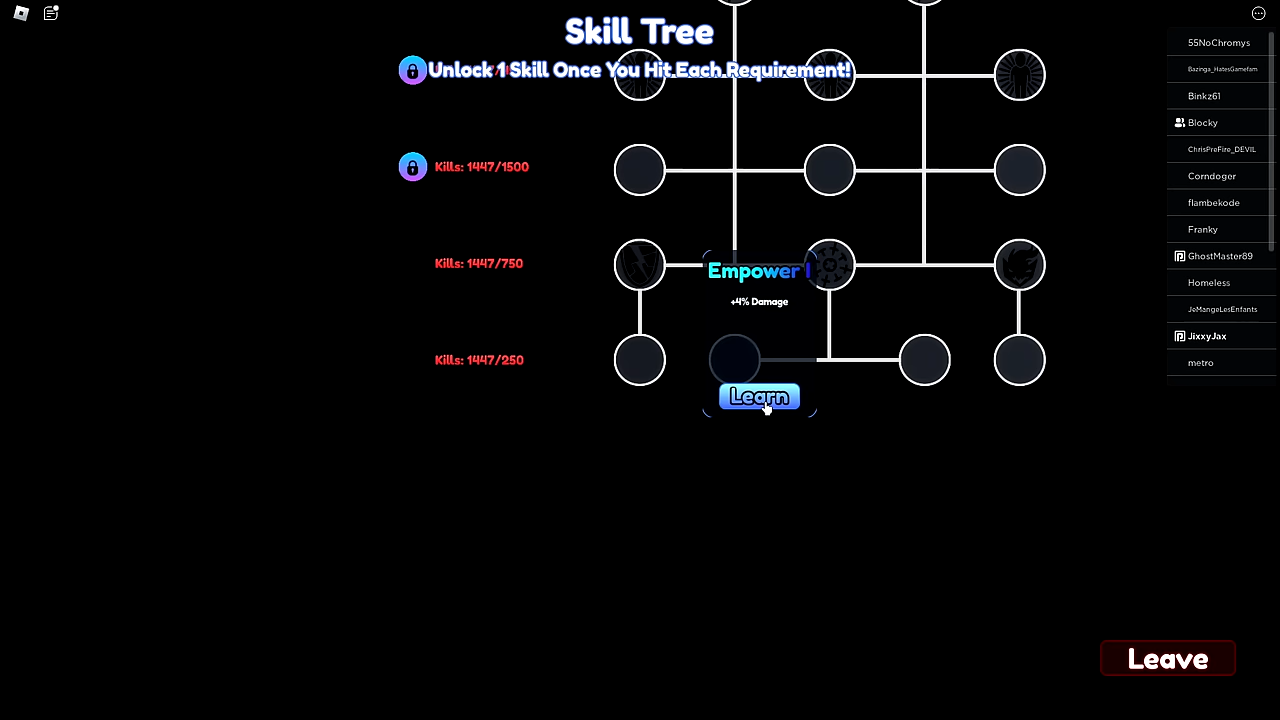 Skill Tree
Unlock 1 Skill Once You Hit Each Requirement!
Kills: 1447/1500
Kills: 1447/750
Kills: 1447/250
Empower I
+4% Damage
Learn
Leave
55NoChromys
Bazinga_HatesGamefam
Binkz61
Blocky
ChrisPreFire_DEVIL
Corndoger
flambekode
Franky
GhostMaster89
Homeless
JeMangeLesEnfants
JixxyJax
metro